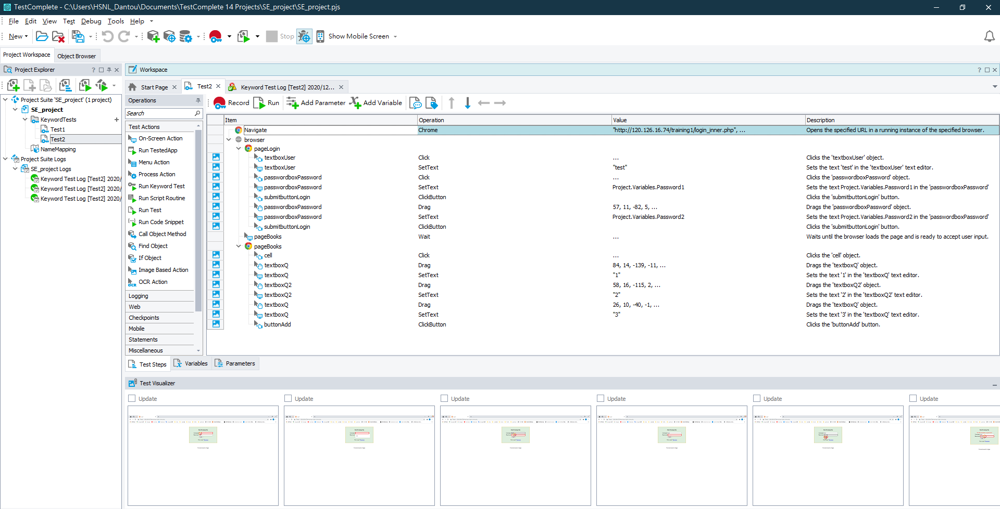 TestComplete - C:\Users\HSNL_Dantou\Documents\TestComplete 14 Projects\SE_project\SE_project.pjs
File Edit View Test Debug Tools Help
New Stop Show Mobile Screen
Project Workspace Object Browser
Project Explorer ?
Workspace ?
Start Page Test2 Keyword Test Log [Test2] 2020/12...
Project Suite 'SE_project' (1 project)
SE_project
KeywordTests +
Test1
Test2
NameMapping
Project Suite Logs
SE_project Logs
Keyword Test Log [Test2] 2020/
Keyword Test Log [Test2] 2020/
Keyword Test Log [Test2] 2020/
Operations
Search
Test Actions
On-Screen Action
Run TestedApp
Menu Action
Process Action
Run Keyword Test
Run Script Routine
Run Test
Run Code Snippet
Call Object Method
Find Object
If Object
Image Based Action
OCR Action
Logging
Web
Checkpoints
Mobile
Statements
Miscellaneous
Record Run Add Parameter Add Variable
Item Operation Value Description
Navigate Chrome "http://120.126.16.74/training1/login_inner.php", ... Opens the specified URL in a running instance of the specified browser.
browser
pageLogin
textboxUser Click ... Clicks the 'textboxUser' object.
textboxUser SetText "test" Sets the text 'test' in the 'textboxUser' text editor.
passwordboxPassword Click ... Clicks the 'passwordboxPassword' object.
passwordboxPassword SetText Project.Variables.Password1 Sets the text Project.Variables.Password1 in the 'passwordboxPassword'
submitbuttonLogin ClickButton Clicks the 'submitbuttonLogin' button.
passwordboxPassword Drag 57, 11, -82, 5, ... Drags the 'passwordboxPassword' object.
passwordboxPassword SetText Project.Variables.Password2 Sets the text Project.Variables.Password2 in the 'passwordboxPassword'
submitbuttonLogin ClickButton Clicks the 'submitbuttonLogin' button.
pageBooks Wait ... Waits until the browser loads the page and is ready to accept user input.
pageBooks
cell Click ... Clicks the 'cell' object.
textboxQ Drag 84, 14, -139, -11, ... Drags the 'textboxQ' object.
textboxQ SetText "1" Sets the text '1' in the 'textboxQ' text editor.
textboxQ2 Drag 58, 16, -115, 2, ... Drags the 'textboxQ2' object.
textboxQ2 SetText "2" Sets the text '2' in the 'textboxQ2' text editor.
textboxQ Drag 26, 10, -40, -1, ... Drags the 'textboxQ' object.
textboxQ SetText "3" Sets the text '3' in the 'textboxQ' text editor.
buttonAdd ClickButton Clicks the 'buttonAdd' button.
Test Steps Variables Parameters
Test Visualizer
Update Update Update Update Update Update